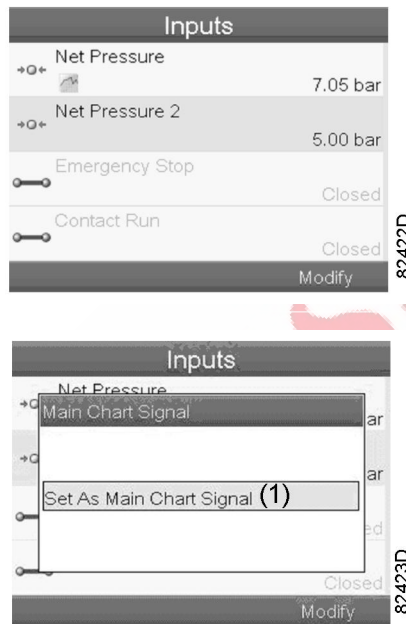 Inputs
Net Pressure
7.05 bar
Net Pressure 2
5.00 bar
Emergency Stop
Closed
Contact Run
Closed
Modify
82422D
Inputs
Net Pressure
Main Chart Signal
ar
ar
Set As Main Chart Signal (1)
ed
Closed
Modify
82423D